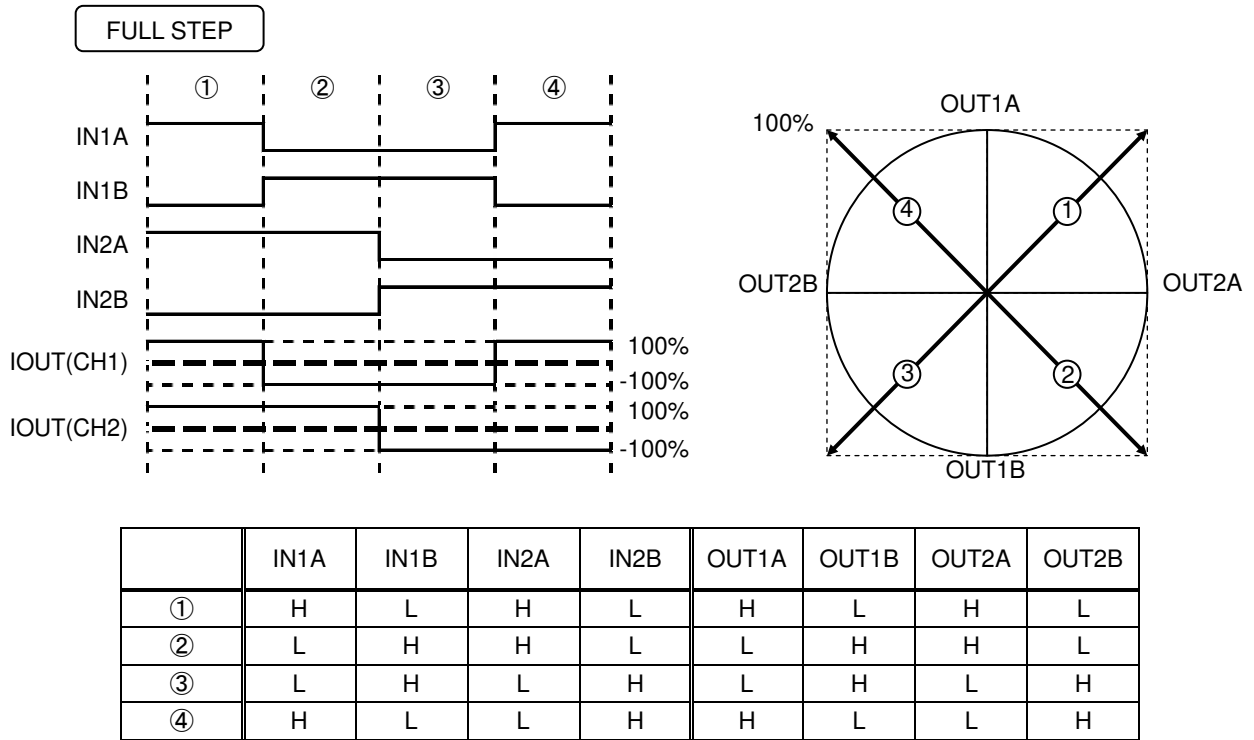 FULL STEP
① ② ③ ④
IN1A
IN1B
IN2A
IN2B
IOUT(CH1)
100%
-100%
IOUT(CH2)
100%
-100%
100%
OUT1A
④ ①
OUT2B
OUT2A
③ ②
OUT1B
IN1A IN1B IN2A IN2B OUT1A OUT1B OUT2A OUT2B
① H L H L H L H L
② L H H L L H H L
③ L H L H L H L H
④ H L L H H L L H